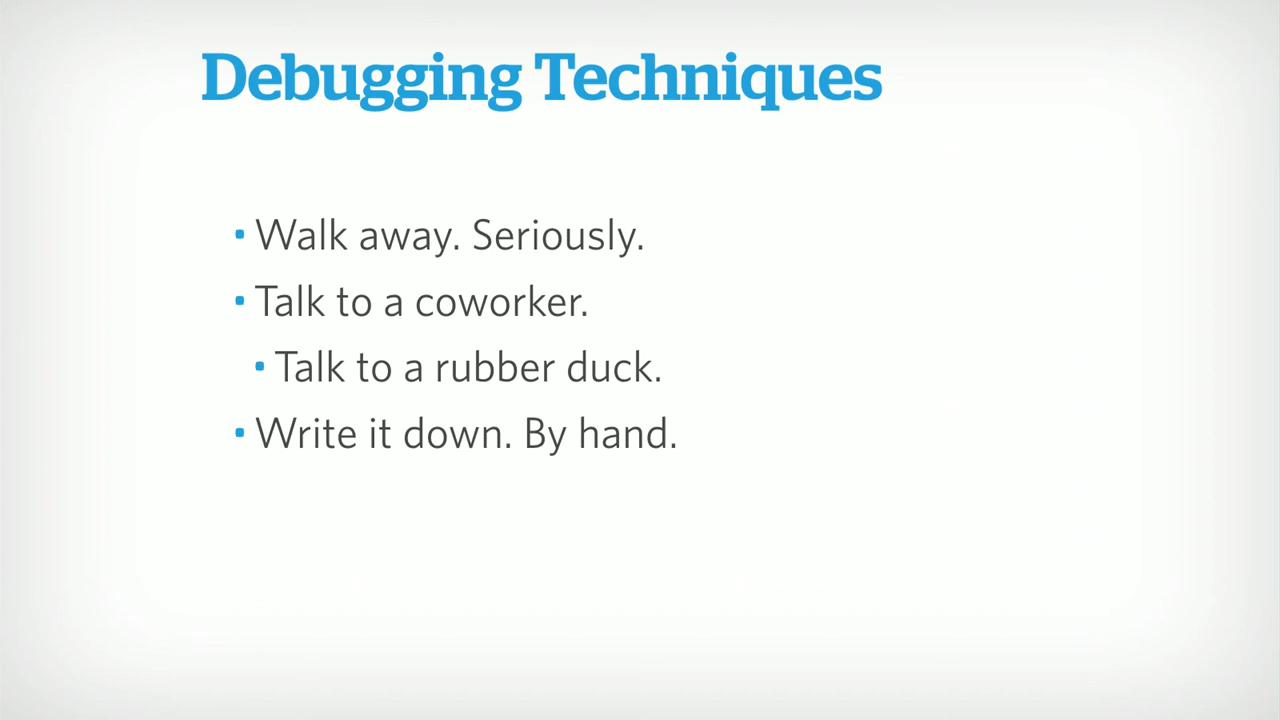 Debugging Techniques
• Walk away. Seriously.
• Talk to a coworker.
• Talk to a rubber duck.
• Write it down. By hand.